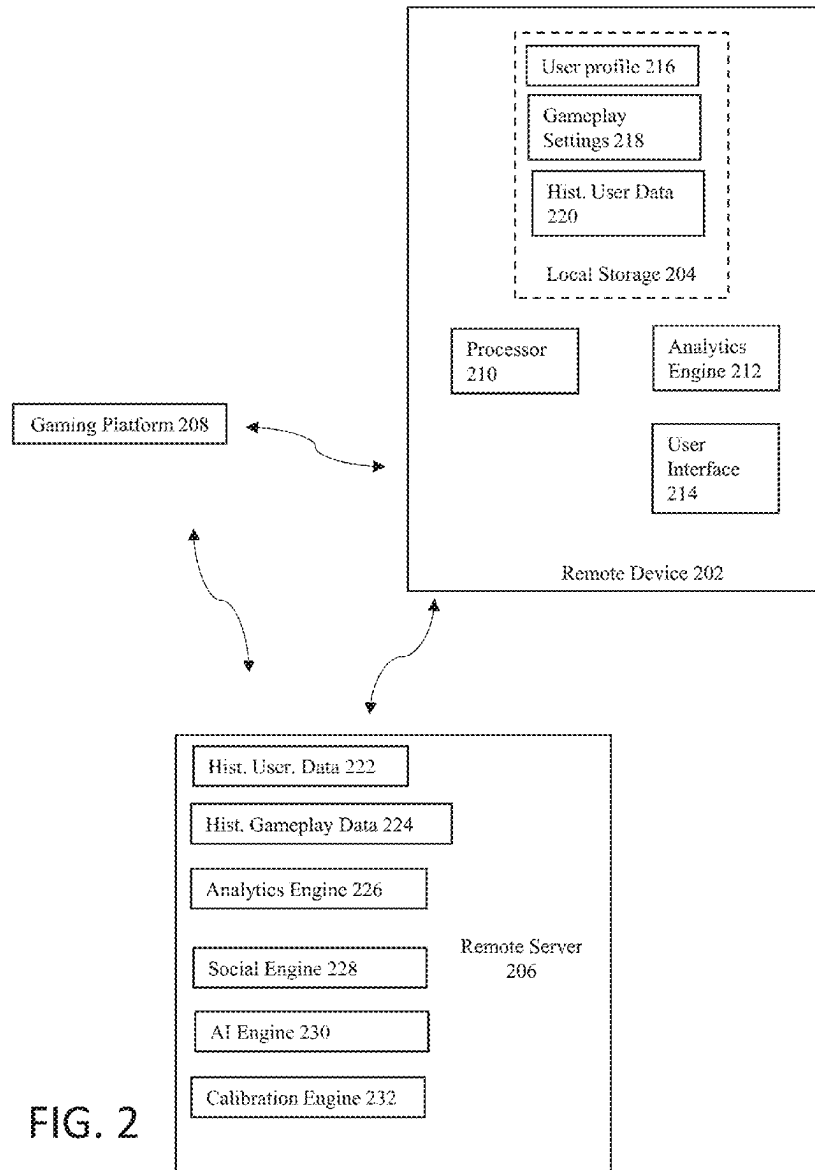 User profile 216
Gameplay
Settings 218
Hist. User Data
220
Local Storage 204
Processor
210
Analytics
Engine 212
Gaming Platform 208
User
Interface
214
Remote Device 202
Hist. User. Data 222
Hist. Gameplay Data 224
Analytics Engine 226
Remote Server
206
Social Engine 228
AI Engine 230
Calibration Engine 232
FIG. 2